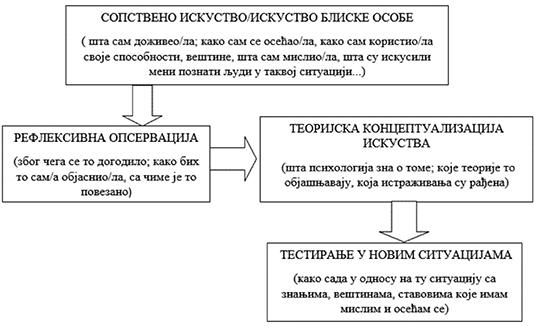 СОПСТВЕНО ИСКУСТВО/ИСКУСТВО БЛИСКЕ ОСОБЕ
( шта сам доживео/ла; како сам се осећао/ла, како сам користио/ла
своје способности, вештине, шта сам мислио/ла, шта су искусили
мени познати људи у таквој ситуацији...)
РЕФЛЕКСИВНА ОПСЕРВАЦИЈА
(због чега се то догодило; како бих
то сам/а објаснио/ла, са чиме је то
повезано)
ТЕОРИЈСКА КОНЦЕПТУАЛИЗАЦИЈА
ИСКУСТВА
(шта психологија зна о томе; које теорије то
објашњавају, која истраживања су рађена)
ТЕСТИРАЊЕ У НОВИМ СИТУАЦИЈАМА
(како сада у односу на ту ситуацију са
знањима, вештинама, ставовима које имам
мислим и осећам се)